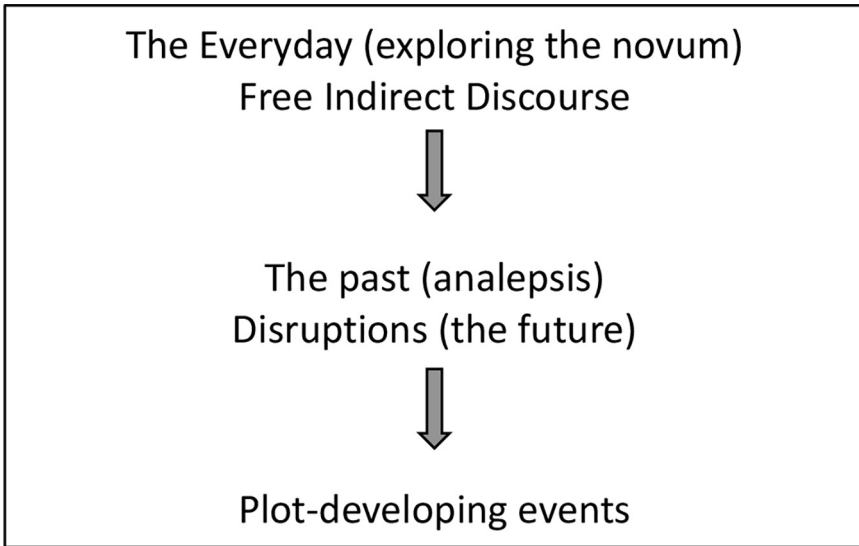 The Everyday (exploring the novum)
Free Indirect Discourse
The past (analepsis)
Disruptions (the future)
Plot-developing events